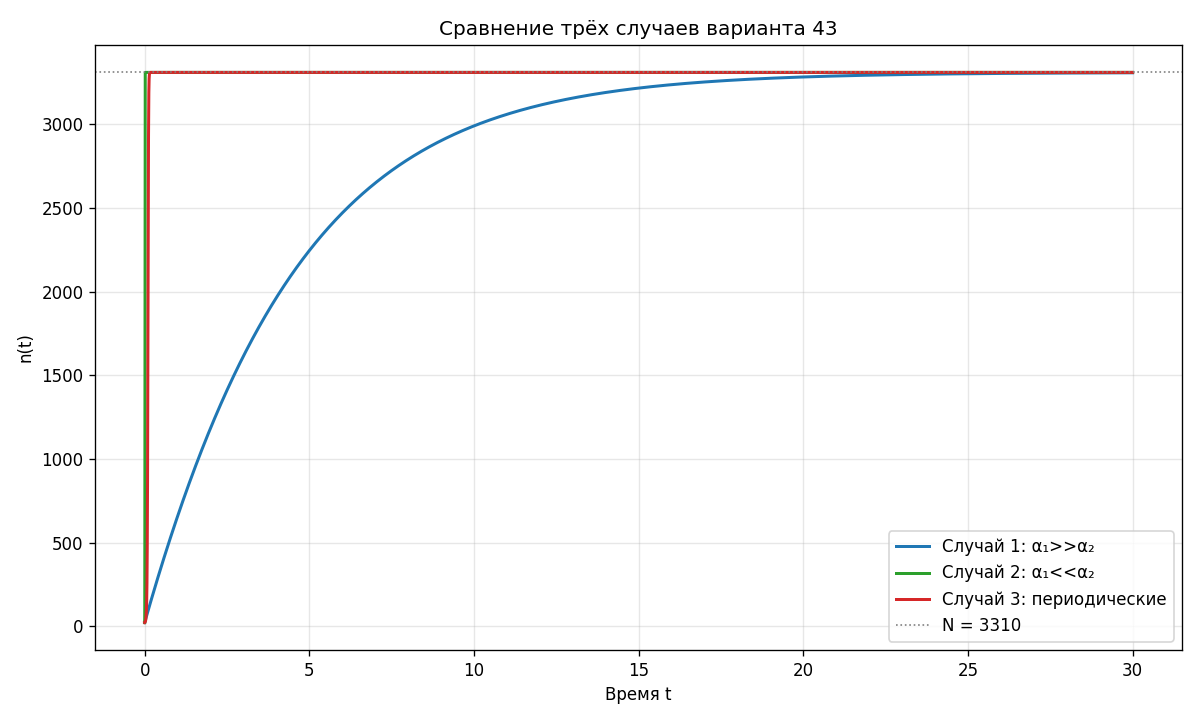 Сравнение трёх случаев варианта 43
n(t)
3000
2500
2000
1500
1000
500
0
0 5 10 15 20 25 30
Время t
Случай 1: α₁>>α₂
Случай 2: α₁<<α₂
Случай 3: периодические
N = 3310